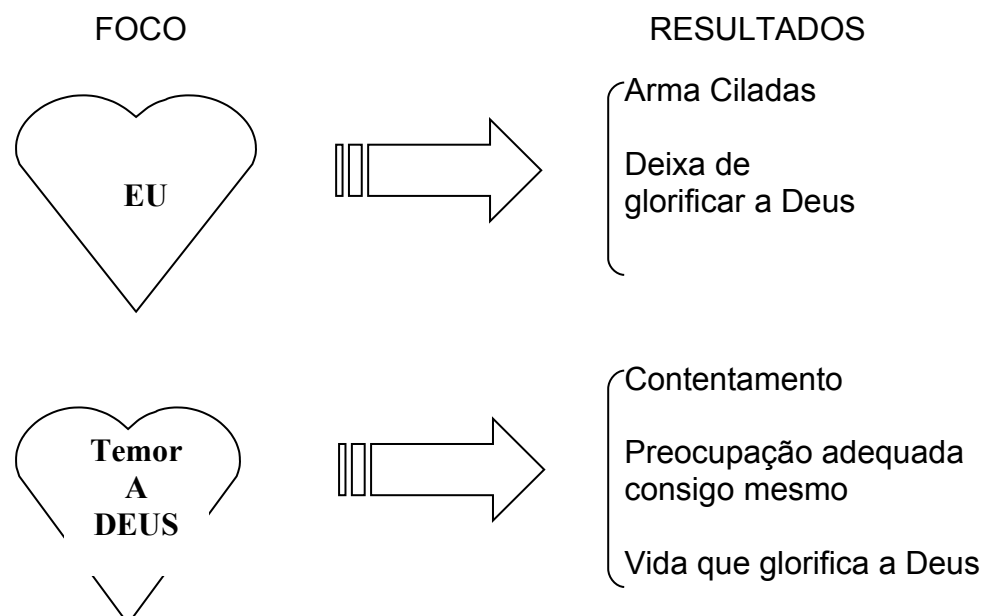 FOCO
RESULTADOS
EU
Arma Ciladas
Deixa de
glorificar a Deus
Temor
A
DEUS
Contentamento
Preocupação adequada
consigo mesmo
Vida que glorifica a Deus